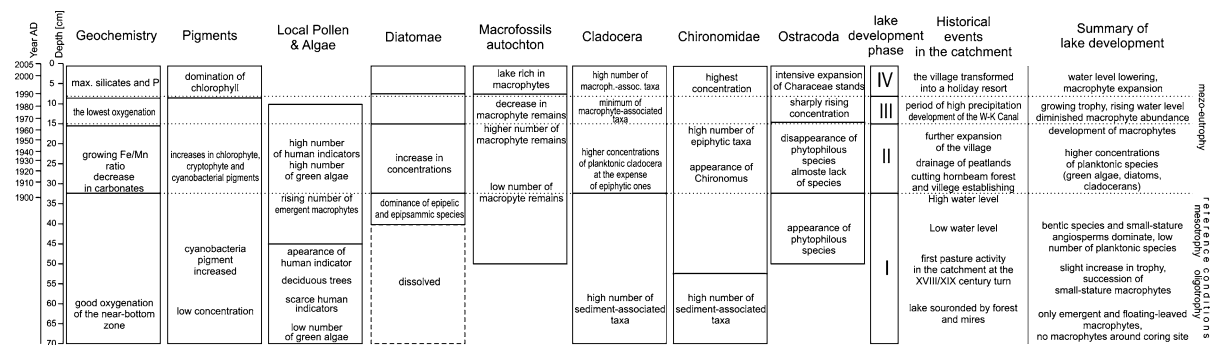 Year AD
Depth [cm]
Geochemistry
Pigments
Local Pollen
& Algae
Diatomae
Macrofossils
autochton
Cladocera
Chironomidae
Ostracoda
lake
development
phase
Historical
events
in the catchment
Summary of
lake development
2005
2000
1990
1980
1970
1960
1950
1940
1930
1920
1910
1900
0
5
10
15
20
25
30
35
40
45
50
55
60
65
70
max. silicates and P
the lowest oxygenation
growing Fe/Mn
ratio
decrease
in carbonates
good oxygenation
of the near-bottom
zone
domination of
chlorophyll
increases in chlorophyte,
cryptophyte and
cyanobacterial pigments
cyanobacteria
pigment
increased
low concentration
high number
of human indicators
high number
of green algae
rising number of
emergent macrophytes
apearance of
human indicator
deciduous trees
scarce human
indicators
low number
of green algae
increase in
concentrations
dominance of epipelic
and epipsammic species
dissolved
lake rich in
macrophytes
decrease in
macrophyte remains
higher number of
macrophyte remains
low number of
macropyte remains
high number of
macroph.-assoc. taxa
minimum of
macrophyte-associated
taxa
higher concentrations
of planktonic cladocera
at the expense
of epiphytic ones
high number of
sediment-associated
taxa
highest
concentration
high number of
epiphytic taxa
appearance of
Chironomus
high number of
sediment-associated
taxa
intensive expansion
of Characeae stands
sharply rising
concentration
disappearance of
phytophilous
species
almoste lack
of species
appearance of
phytophilous
species
IV
III
II
I
the village transformed
into a holiday resort
period of high precipitation
development of the W-K Canal
further expansion
of the village
drainage of peatlands
cutting hornbeam forest
and villege establishing
High water level
Low water level
first pasture activity
in the catchment at the
XVIII/XIX century turn
lake souronded by forest
and mires
water level lowering,
macrophyte expansion
growing trophy, rising water level
diminished macrophyte abundance
development of macrophytes
higher concentrations
of planktonic species
(green algae, diatoms,
cladocerans)
bentic species and small-stature
angiosperms dominate, low
number of planktonic species
slight increase in trophy,
succession of
small-stature macrophytes
only emergent and floating-leaved
macrophytes,
no macrophytes around coring site
mezo-eutrophy
mesotrophy
oligotrophy
reference conditions